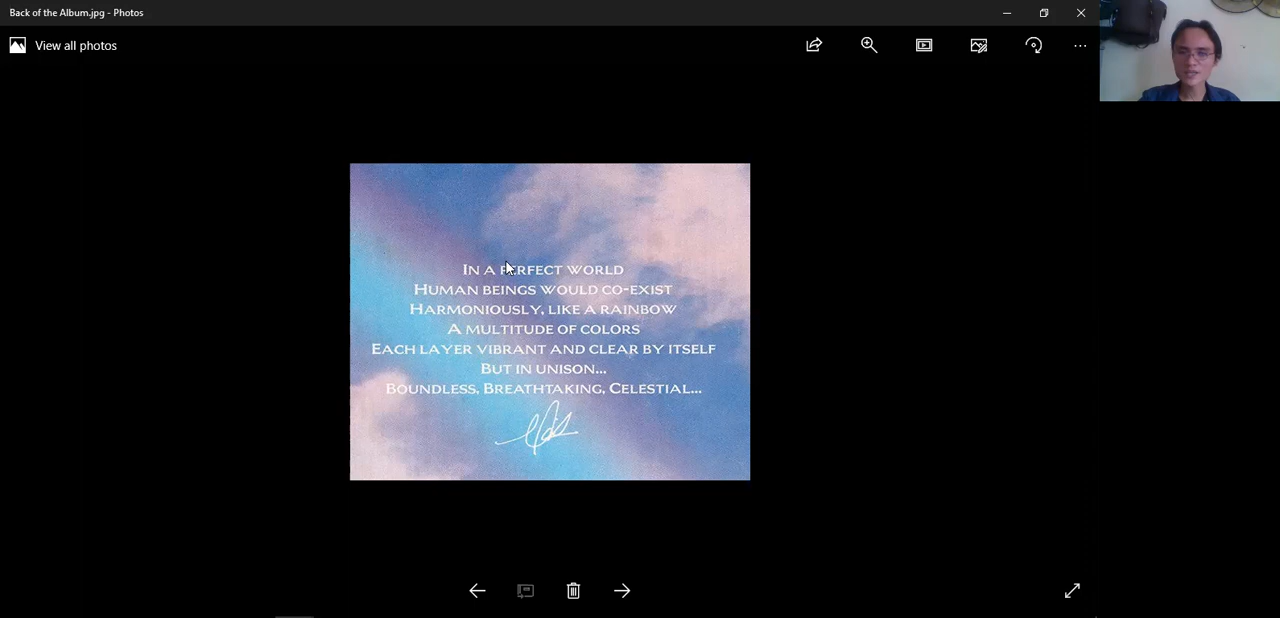 Back of the Album.jpg - Photos
View all photos
IN A PERFECT WORLD
HUMAN BEINGS WOULD CO-EXIST
HARMONIOUSLY, LIKE A RAINBOW
A MULTITUDE OF COLORS
EACH LAYER VIBRANT AND CLEAR BY ITSELF
BUT IN UNISON...
BOUNDLESS, BREATHTAKING, CELESTIAL...